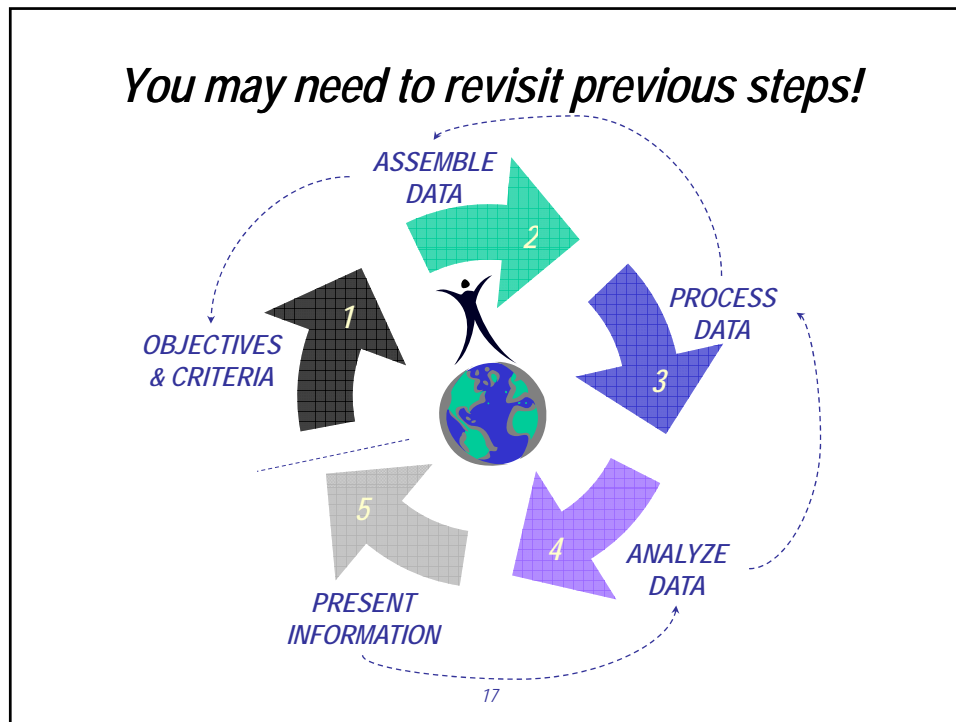 You may need to revisit previous steps!
ASSEMBLE
DATA
2
PROCESS
DATA
1
OBJECTIVES
& CRITERIA
3
5
4
ANALYZE
DATA
PRESENT
INFORMATION
17